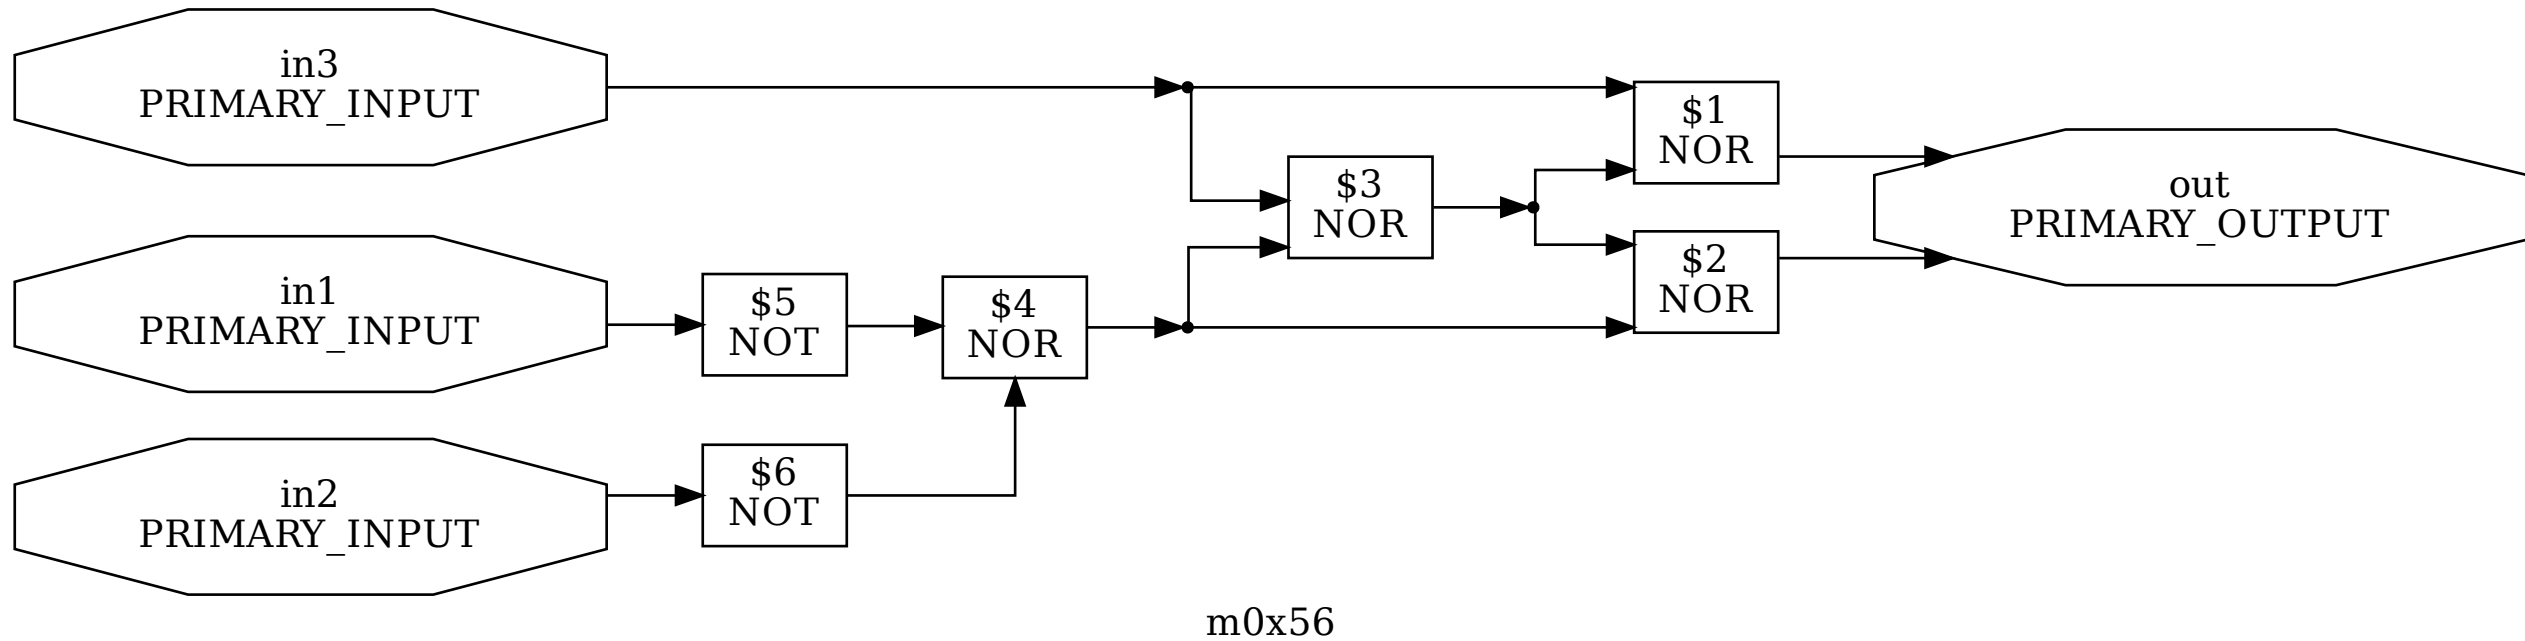 in3
PRIMARY_INPUT
$1
NOR
$3
NOR
out
PRIMARY_OUTPUT
in1
PRIMARY_INPUT
$5
NOT
$4
NOR
$2
NOR
in2
PRIMARY_INPUT
$6
NOT
m0x56